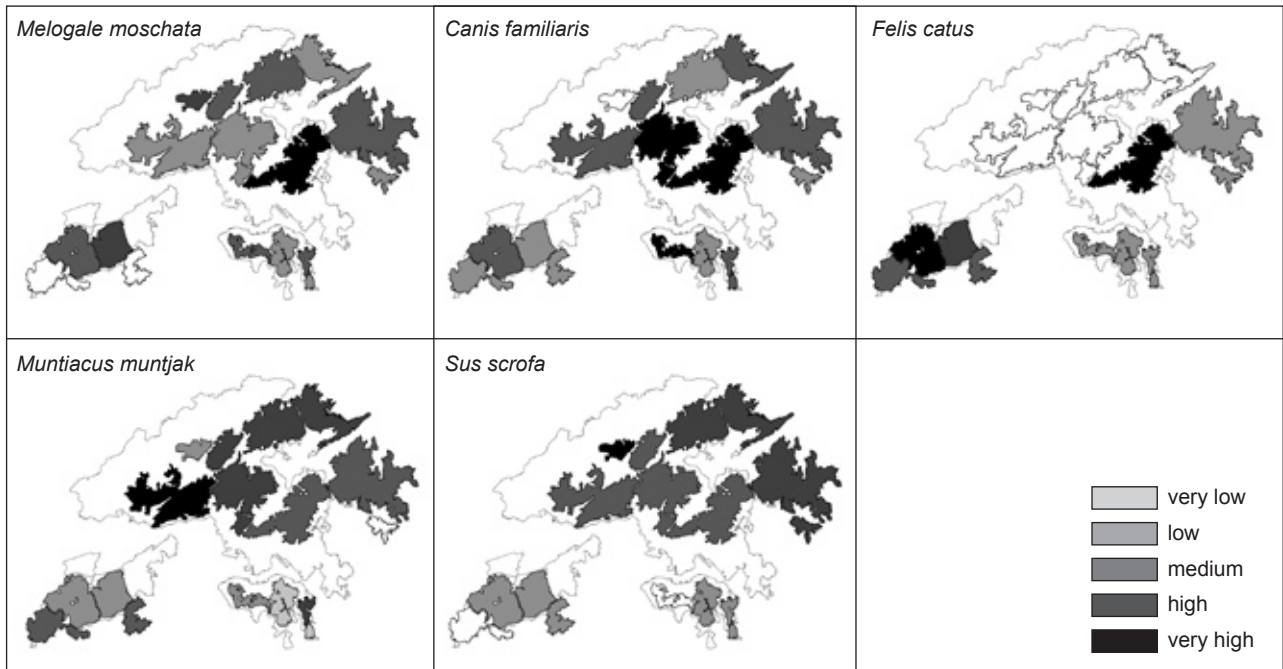 Melogale moschata
Canis familiaris
Felis catus
Muntiacus muntjak
Sus scrofa
very low
low
medium
high
very high